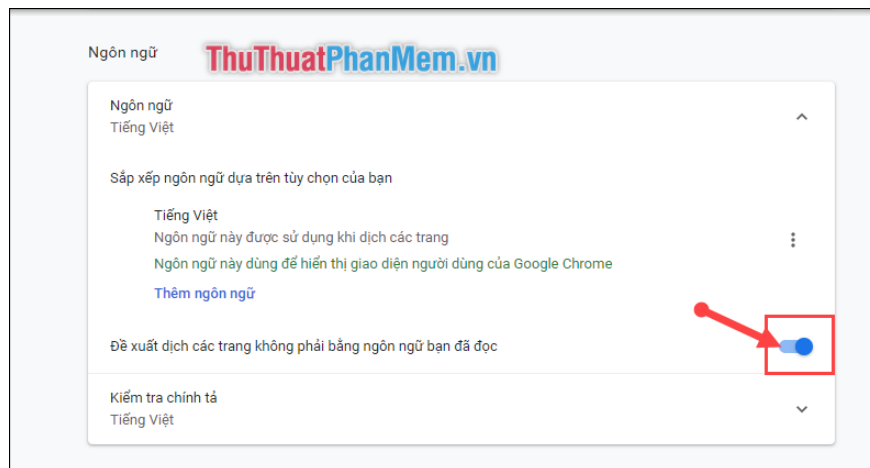 Ngôn ngữ
ThuThuatPhanMem.vn
Ngôn ngữ
Tiếng Việt
Sắp xếp ngôn ngữ dựa trên tùy chọn của bạn
Tiếng Việt
Ngôn ngữ này được sử dụng khi dịch các trang
Ngôn ngữ này dùng để hiển thị giao diện người dùng của Google Chrome
Thêm ngôn ngữ
Đề xuất dịch các trang không phải bằng ngôn ngữ bạn đã đọc
Kiểm tra chính tả
Tiếng Việt